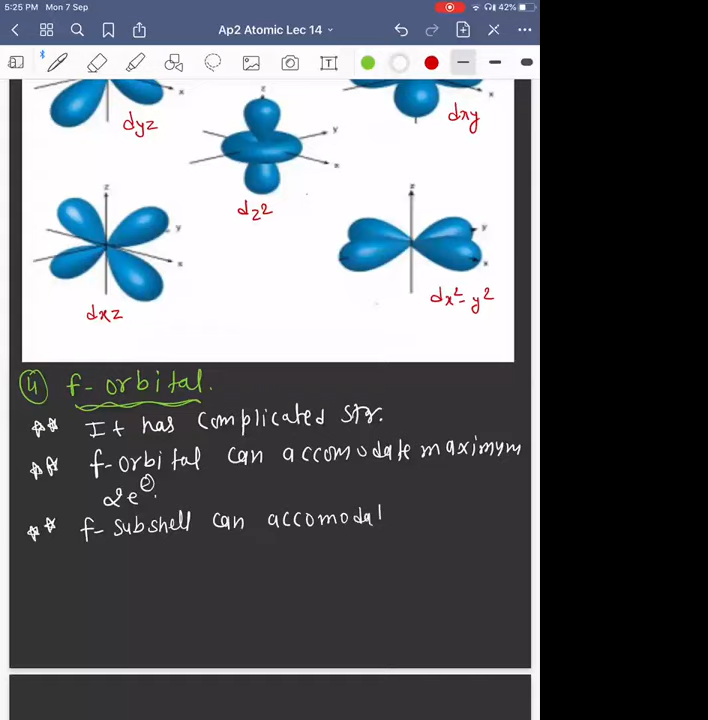 5:25 PM Mon 7 Sep
42%
Ap2 Atomic Lec 14
T
x
dyz
x
dxy
z
y
x
dz2
z
y
x
dxz
z
y
x
dx2-y2
4 f-orbital.
It has complicated str.
f-orbital can accomodate maximum
2e⊖.
f-subshell can accomodal